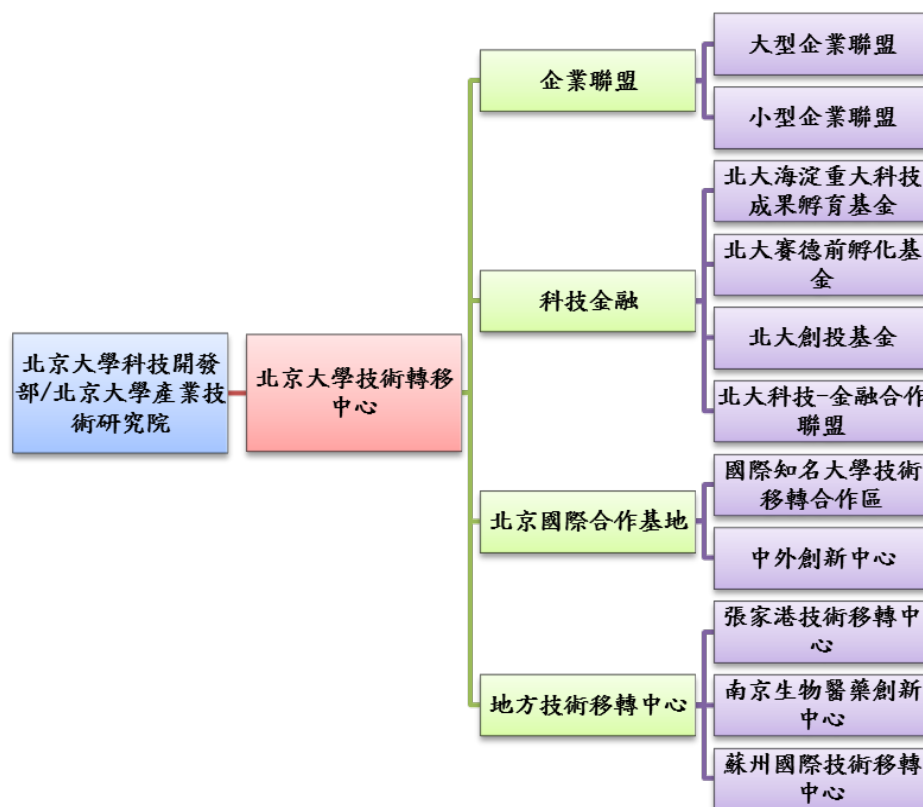 北京大學科技開發
部/北京大學產業技
術研究院
北京大學技術轉移
中心
企業聯盟
大型企業聯盟
小型企業聯盟
科技金融
北大海淀重大科技
成果孵育基金
北大賽德前孵化基
金
北大創投基金
北大科技-金融合作
聯盟
北京國際合作基地
國際知名大學技術
移轉合作區
中外創新中心
地方技術移轉中心
張家港技術移轉中
心
南京生物醫藥創新
中心
蘇州國際技術移轉
中心